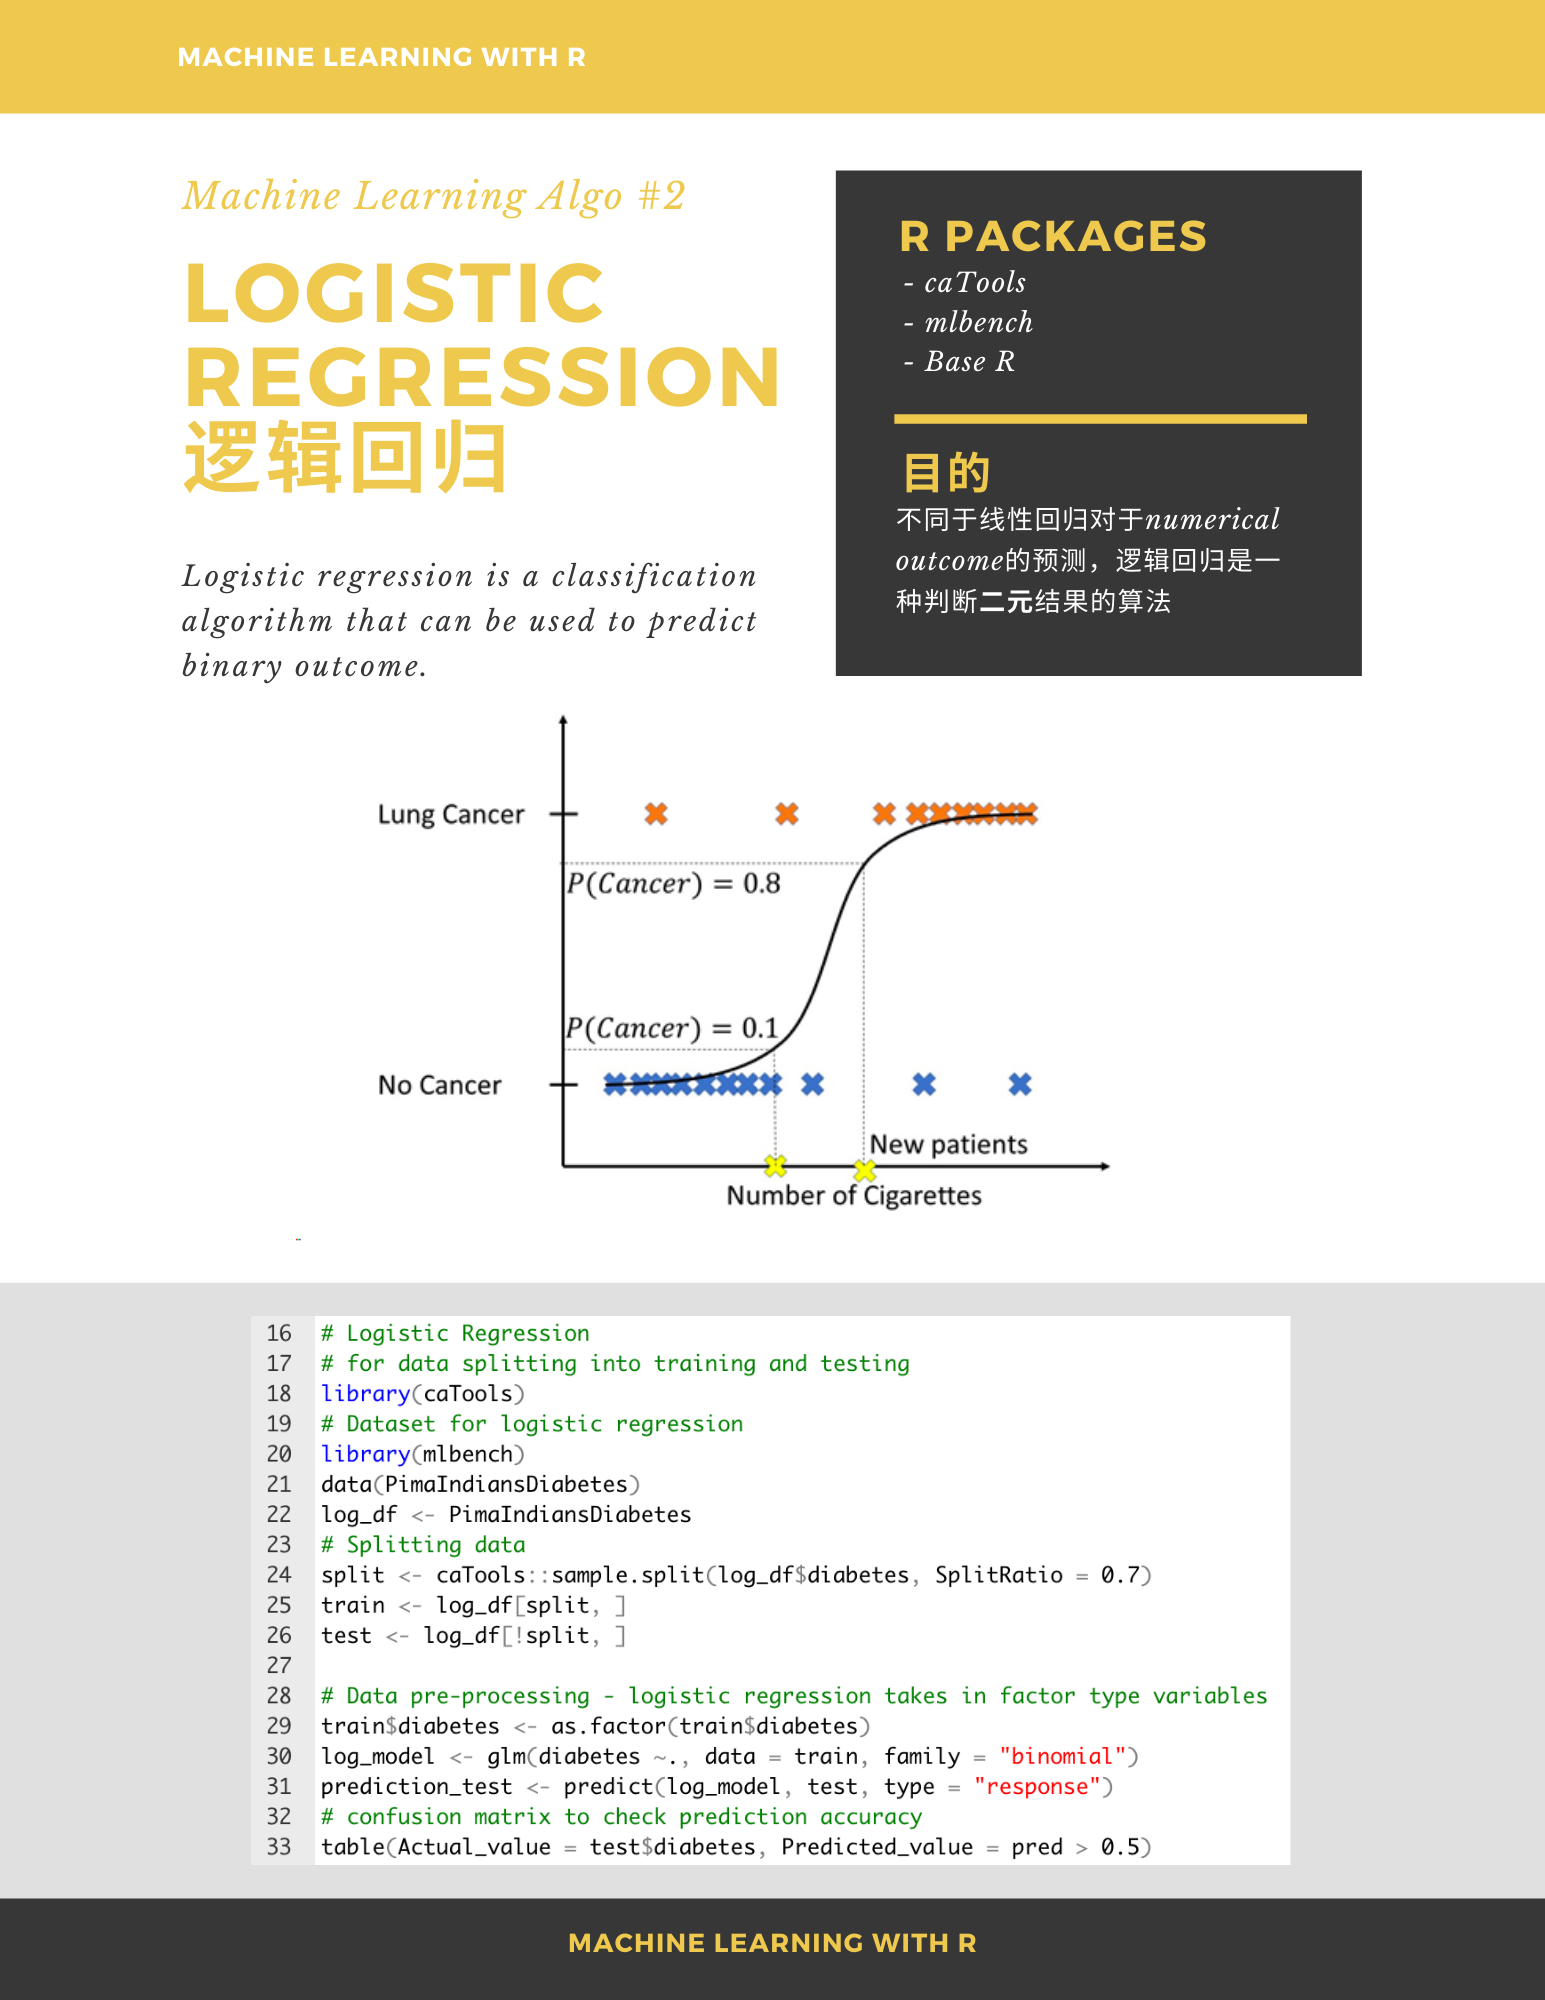 MACHINE LEARNING WITH R
Machine Learning Algo #2
LOGISTIC
REGRESSION
逻辑回归
Logistic regression is a classification
algorithm that can be used to predict
binary outcome.
R PACKAGES
- caTools
- mlbench
- Base R
目的
不同于线性回归对于numerical
outcome的预测，逻辑回归是一
种判断二元结果的算法
Lung Cancer
P(Cancer) = 0.8
P(Cancer) = 0.1
No Cancer
New patients
Number of Cigarettes
16 # Logistic Regression
17 # for data splitting into training and testing
18 library(caTools)
19 # Dataset for logistic regression
20 library(mlbench)
21 data(PimaIndiansDiabetes)
22 log_df <- PimaIndiansDiabetes
23 # Splitting data
24 split <- caTools::sample.split(log_df$diabetes, SplitRatio = 0.7)
25 train <- log_df[split, ]
26 test <- log_df[!split, ]
27
28 # Data pre-processing - logistic regression takes in factor type variables
29 train$diabetes <- as.factor(train$diabetes)
30 log_model <- glm(diabetes ~., data = train, family = "binomial")
31 prediction_test <- predict(log_model, test, type = "response")
32 # confusion matrix to check prediction accuracy
33 table(Actual_value = test$diabetes, Predicted_value = pred > 0.5)
MACHINE LEARNING WITH R